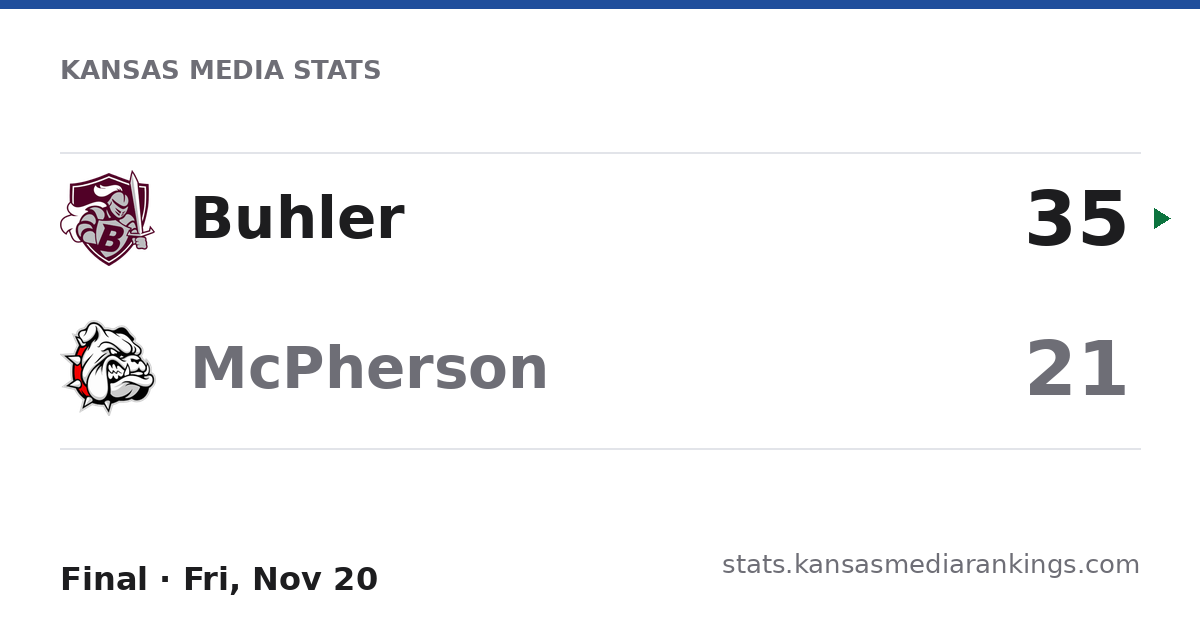 KANSAS MEDIA STATS
Buhler 35
B
McPherson 21
Final · Fri, Nov 20
stats.kansasmediarankings.com